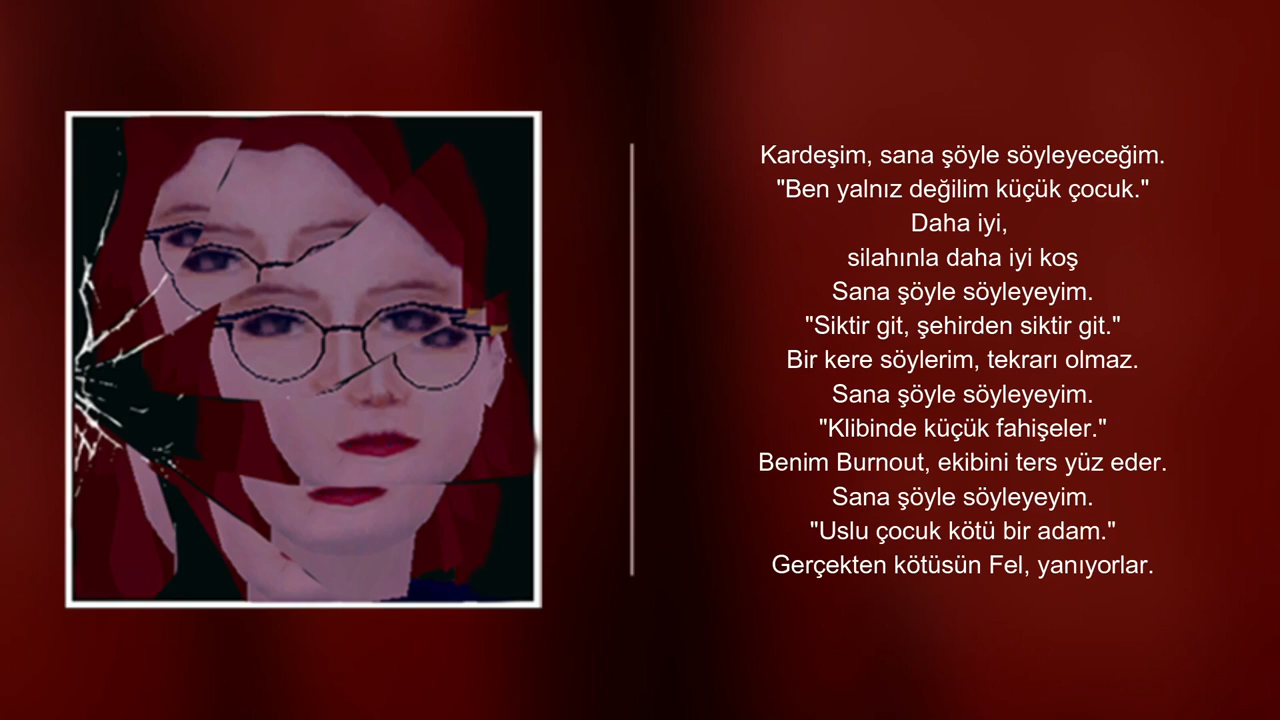 Kardeşim, sana şöyle söyleyeceğim.
"Ben yalnız değilim küçük çocuk."
Daha iyi,
silahınla daha iyi koş
Sana şöyle söyleyeyim.
"Siktir git, şehirden siktir git."
Bir kere söylerim, tekrarı olmaz.
Sana şöyle söyleyeyim.
"Klibinde küçük fahişeler."
Benim Burnout, ekibini ters yüz eder.
Sana şöyle söyleyeyim.
"Uslu çocuk kötü bir adam."
Gerçekten kötüsün Fel, yanıyorlar.